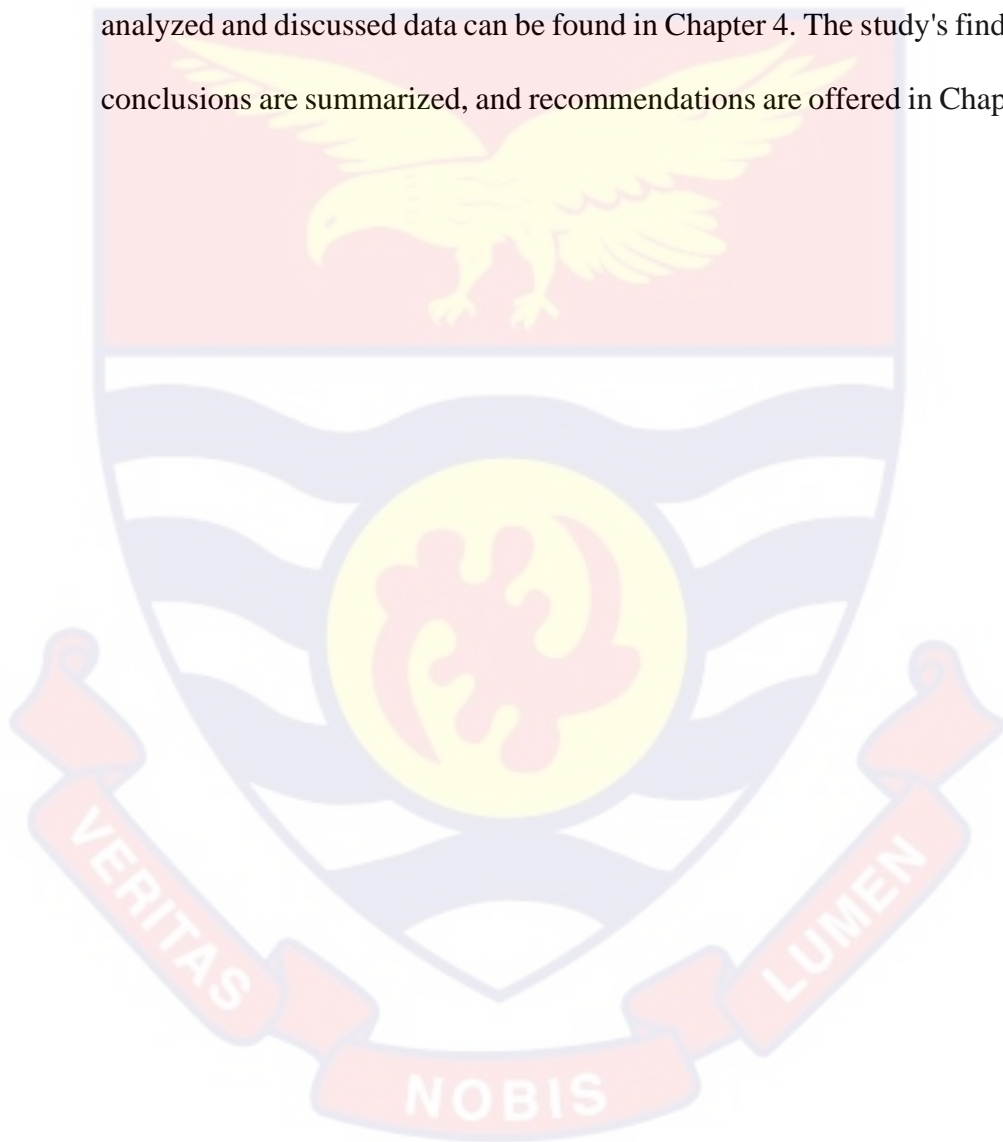 analyzed and discussed data can be found in Chapter 4. The study's find
conclusions are summarized, and recommendations are offered in Chap
VERITAS
NOBIS
LUMEN